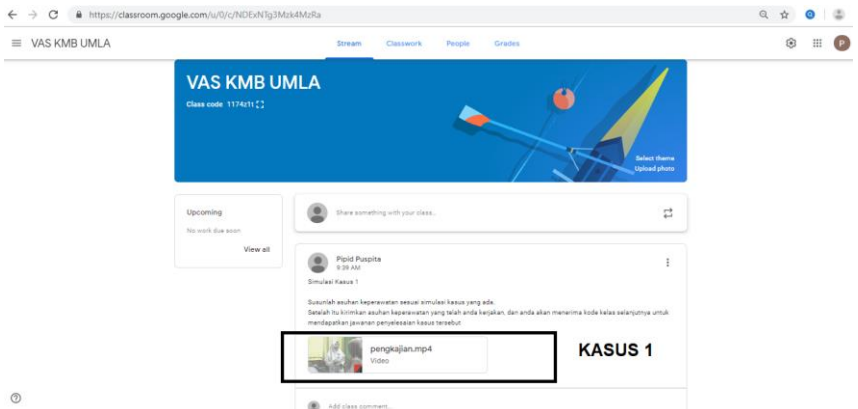 https://classroom.google.com/u/0/c/NDExNTg3Mzk4MzRa
VAS KMB UMLA
Stream Classwork People Grades
P
VAS KMB UMLA
Class code 1174z1t
Select theme
Upload photo
Upcoming
No work due soon
View all
Share something with your class..
Pipid Puspita
9:39 AM
Simulasi Kasus 1
Susunlah asuhan keperawatan sesuai simulasi kasus yang ada.
Setelah itu kirimkan asuhan keperawatan yang telah anda kerjakan, dan anda akan menerima kode kelas selanjutnya untuk
mendapatkan jawanan penyelesaian kasus tersebut
pengkajian.mp4
Video
KASUS 1
Add class comment..